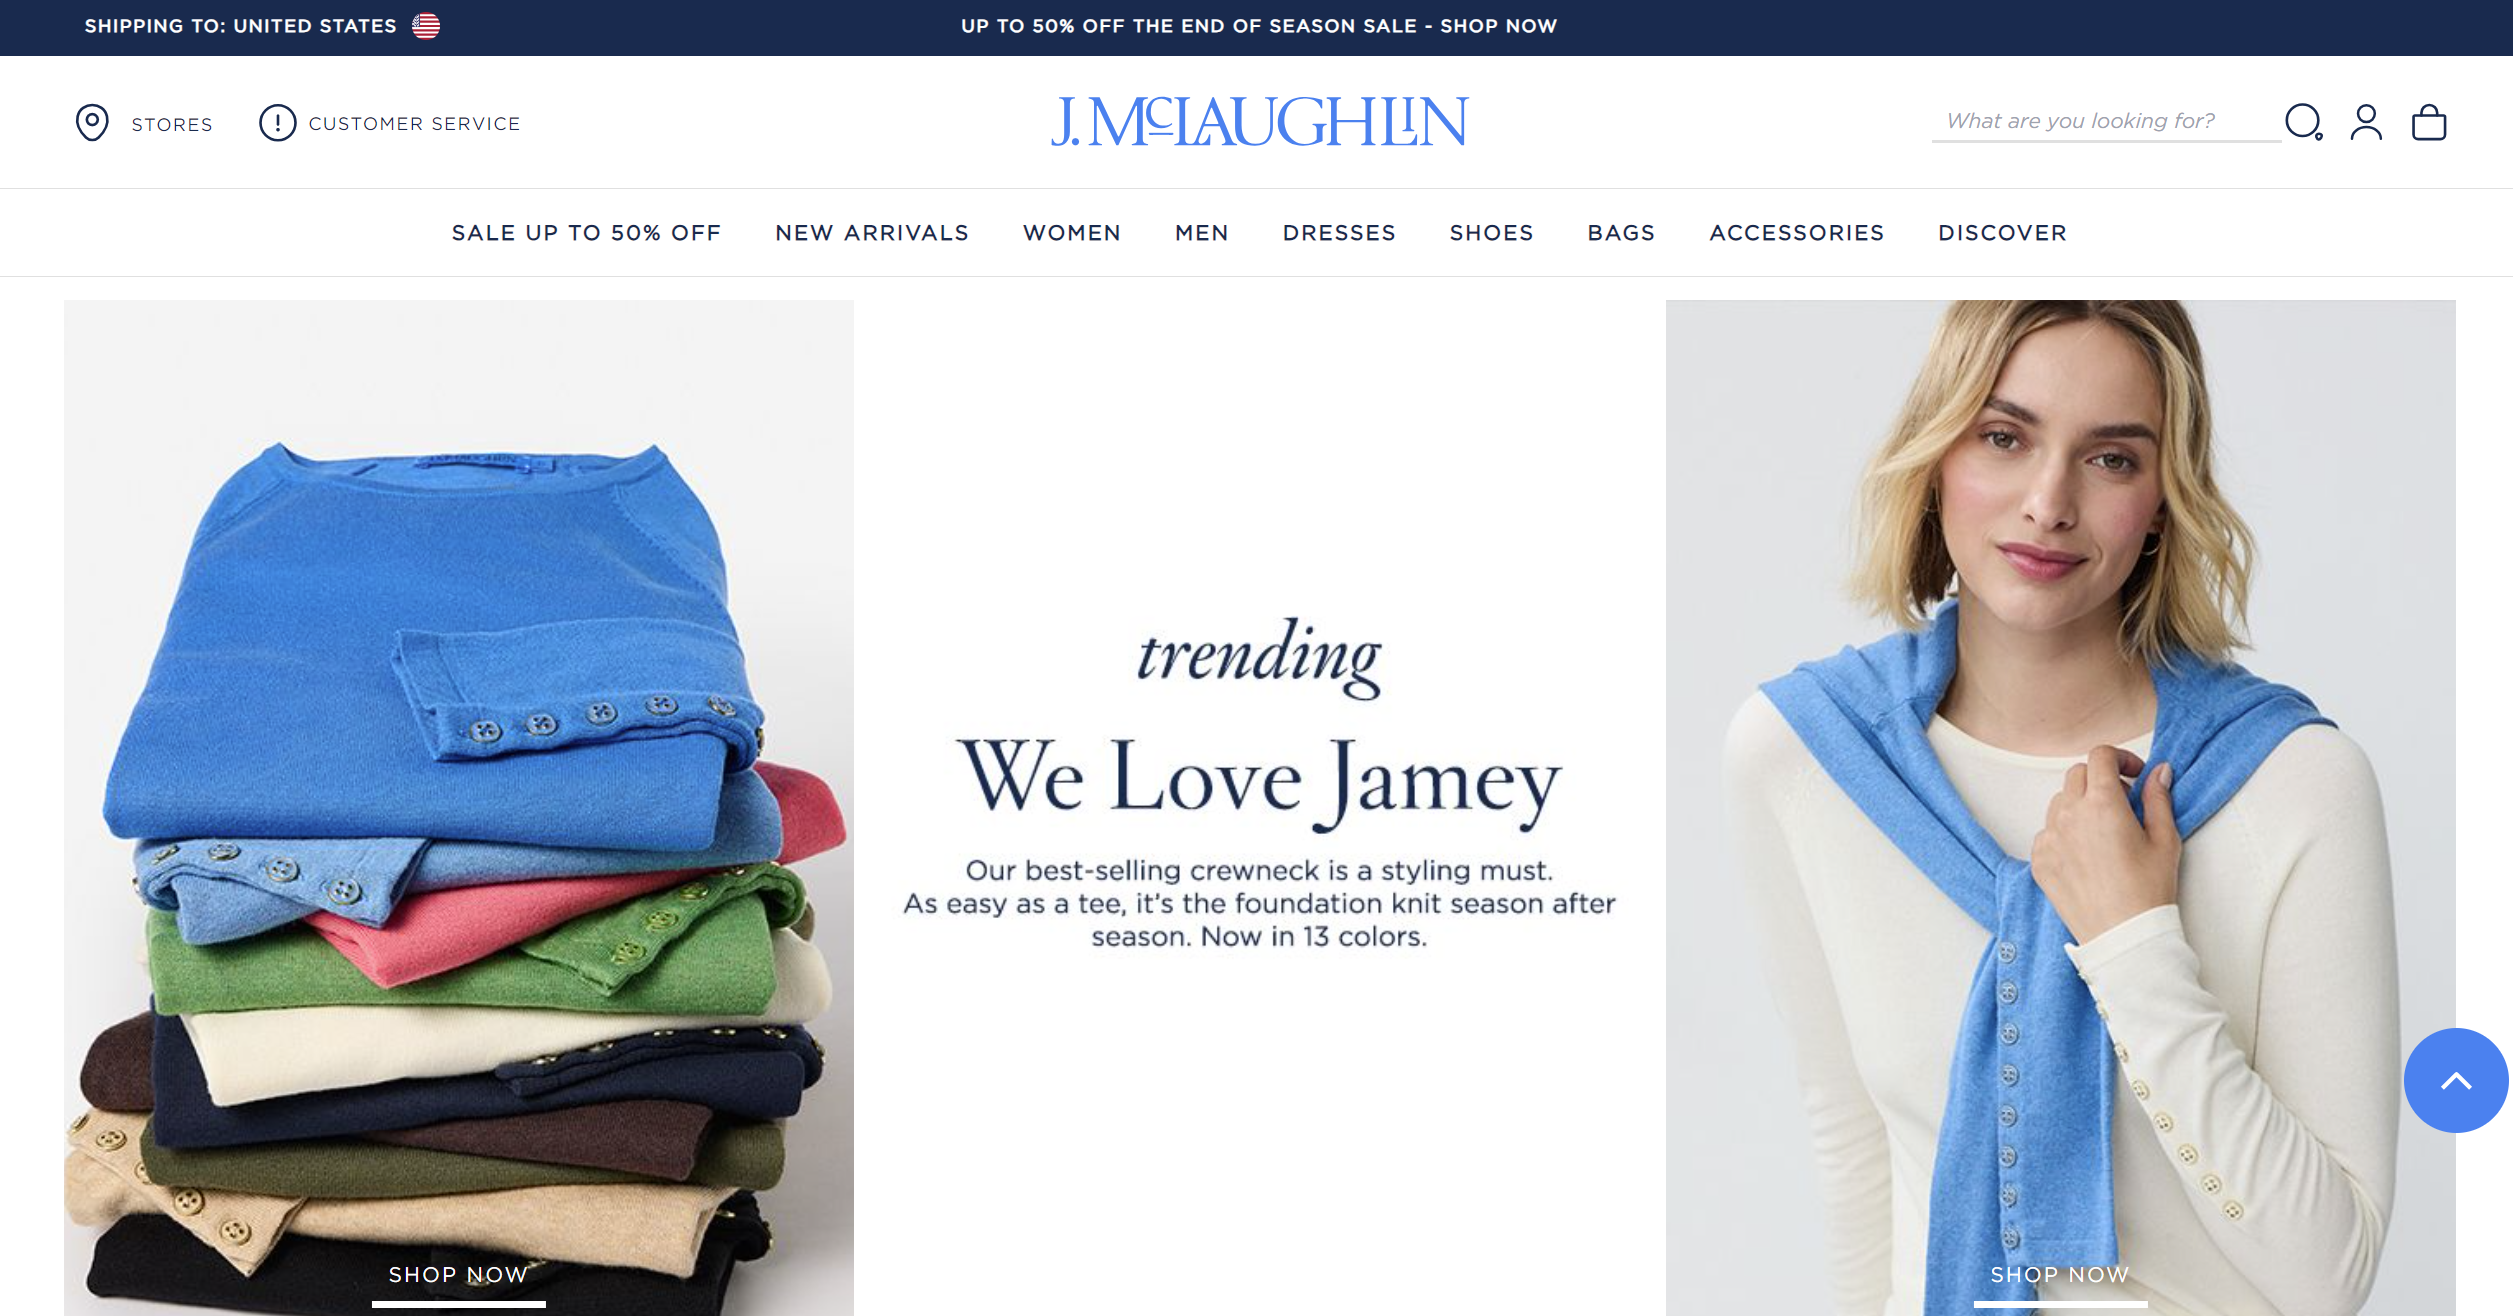 SHIPPING TO: UNITED STATES
UP TO 50% OFF THE END OF SEASON SALE - SHOP NOW
STORES
CUSTOMER SERVICE
J.McLAUGHLIN
What are you looking for?
SALE UP TO 50% OFF
NEW ARRIVALS
WOMEN
MEN
DRESSES
SHOES
BAGS
ACCESSORIES
DISCOVER
trending
We Love Jamey
Our best-selling crewneck is a styling must.
As easy as a tee, it's the foundation knit season after
season. Now in 13 colors.
SHOP NOW
SHOP NOW